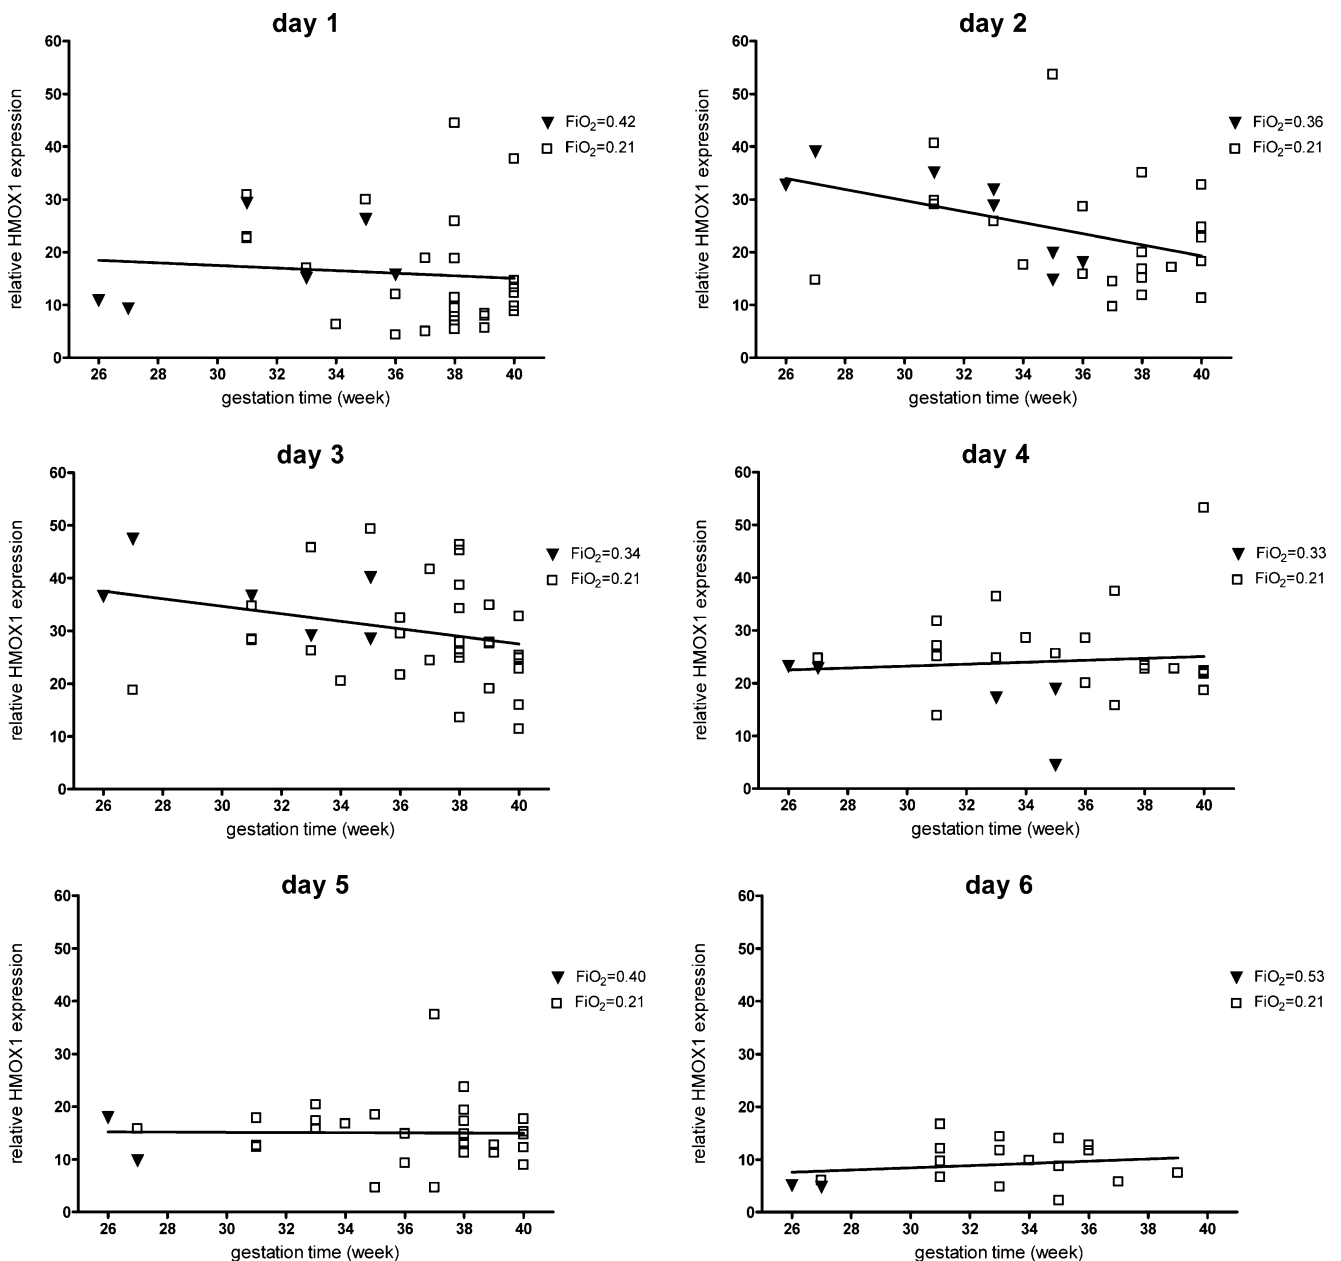 day 1
relative HMOX1 expression
60
50
40
30
20
10
0
26 28 30 32 34 36 38 40
gestation time (week)
FiO2=0.42
FiO2=0.21
day 2
relative HMOX1 expression
60
50
40
30
20
10
0
26 28 30 32 34 36 38 40
gestation time (week)
FiO2=0.36
FiO2=0.21
day 3
relative HMOX1 expression
60
50
40
30
20
10
0
26 28 30 32 34 36 38 40
gestation time (week)
FiO2=0.34
FiO2=0.21
day 4
relative HMOX1 expression
60
50
40
30
20
10
0
26 28 30 32 34 36 38 40
gestation time (week)
FiO2=0.33
FiO2=0.21
day 5
relative HMOX1 expression
60
50
40
30
20
10
0
26 28 30 32 34 36 38 40
gestation time (week)
FiO2=0.40
FiO2=0.21
day 6
relative HMOX1 expression
60
50
40
30
20
10
0
26 28 30 32 34 36 38 40
gestation time (week)
FiO2=0.53
FiO2=0.21